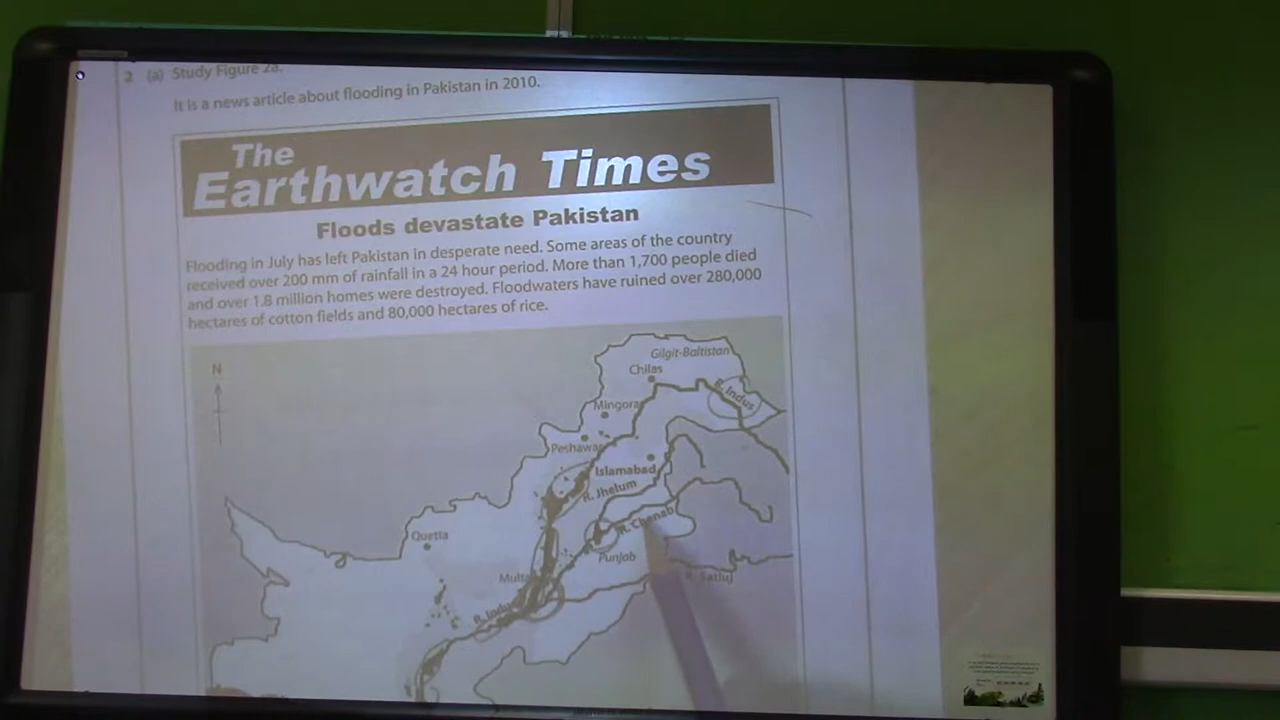 2 (a) Study Figure 2a.
It is a news article about flooding in Pakistan in 2010.
The
Earthwatch Times
Floods devastate Pakistan
Flooding in July has left Pakistan in desperate need. Some areas of the country
received over 200 mm of rainfall in a 24 hour period. More than 1,700 people died
and over 1.8 million homes were destroyed. Floodwaters have ruined over 280,000
hectares of cotton fields and 80,000 hectares of rice.
N
Gilgit-Baltistan
Chilas
R. Indus
Mingora
Peshawar
Islamabad
R. Jhelum
R. Chenab
Quetta
Punjab
R. Satluj
R. Indus